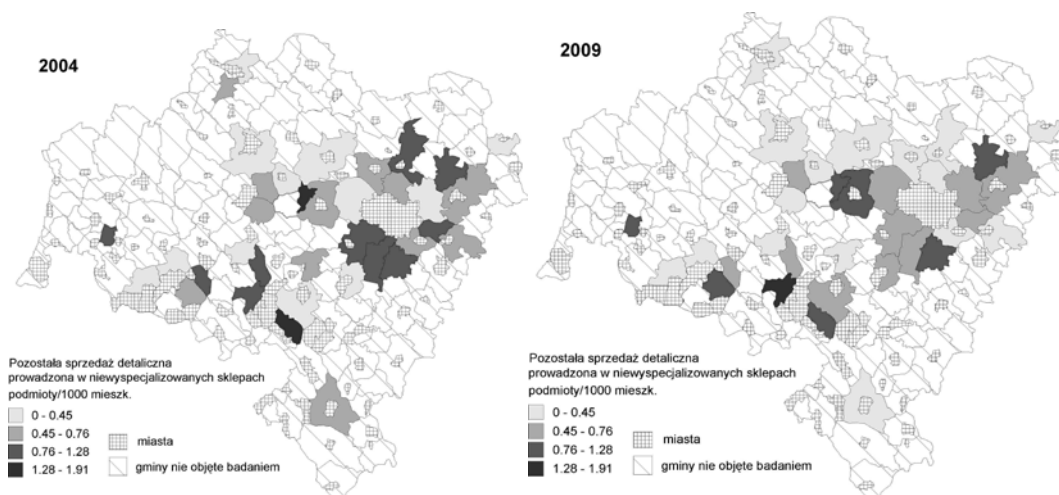 2004
Pozostała sprzedaż detaliczna
prowadzona w niewyspecjalizowanych sklepach
podmioty/1000 mieszk.
0 - 0.45
0.45 - 0.76
0.76 - 1.28
1.28 - 1.91
miasta
gminy nie objęte badaniem
2009
Pozostała sprzedaż detaliczna
prowadzona w niewyspecjalizowanych sklepach
podmioty/1000 mieszk.
0 - 0.45
0.45 - 0.76
0.76 - 1.28
1.28 - 1.91
miasta
gminy nie objęte badaniem